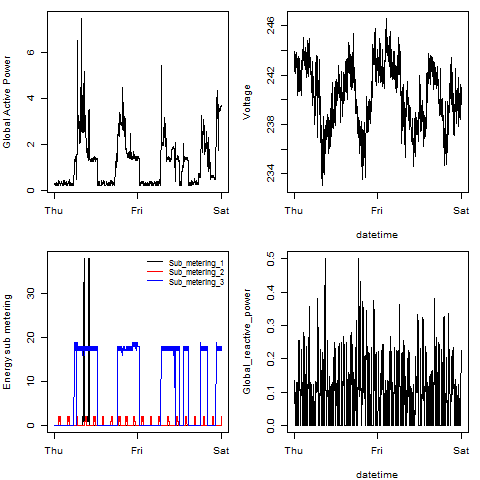 Global Active Power
6
4
2
0
Thu Fri Sat
Voltage
246
242
238
234
Thu Fri Sat
datetime
Energy sub metering
30
20
10
0
Sub_metering_1
Sub_metering_2
Sub_metering_3
Thu Fri Sat
Global_reactive_power
0.5
0.4
0.3
0.2
0.1
0.0
Thu Fri Sat
datetime